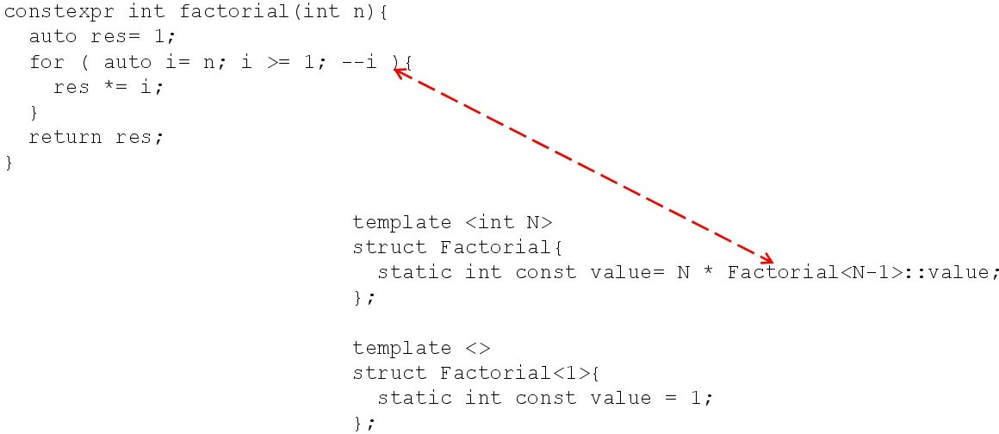 constexpr int factorial(int n){
  auto res= 1;
  for ( auto i= n; i >= 1; --i ){
    res *= i;
  }
  return res;
}
template <int N>
struct Factorial{
  static int const value= N * Factorial<N-1>::value;
};
template <>
struct Factorial<1>{
  static int const value = 1;
};